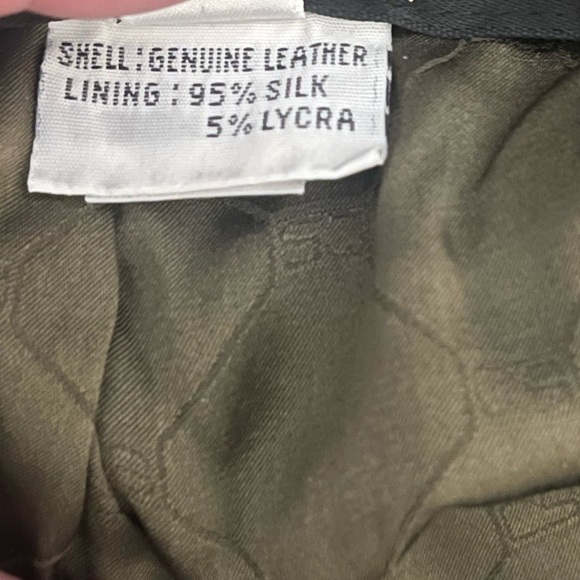 SHELL: GENUINE LEATHER
LINING: 95% SILK
5% LYCRA